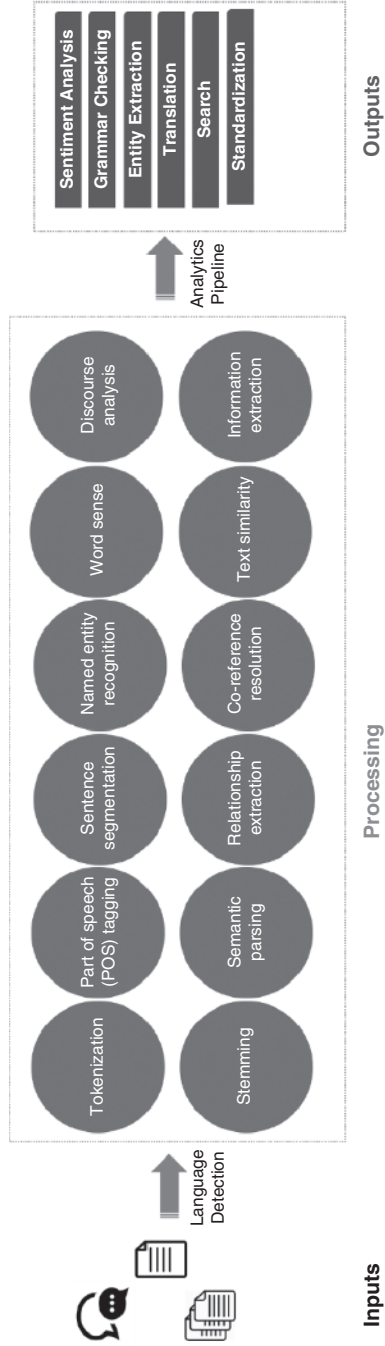 Inputs
Language
Detection
Tokenization
Part of speech
(POS) tagging
Sentence
segmentation
Named entity
recognition
Word sense
Discourse
analysis
Stemming
Semantic
parsing
Relationship
extraction
Co-reference
resolution
Text similarity
Information
extraction
Processing
Analytics
Pipeline
Sentiment Analysis
Grammar Checking
Entity Extraction
Translation
Search
Standardization
Outputs